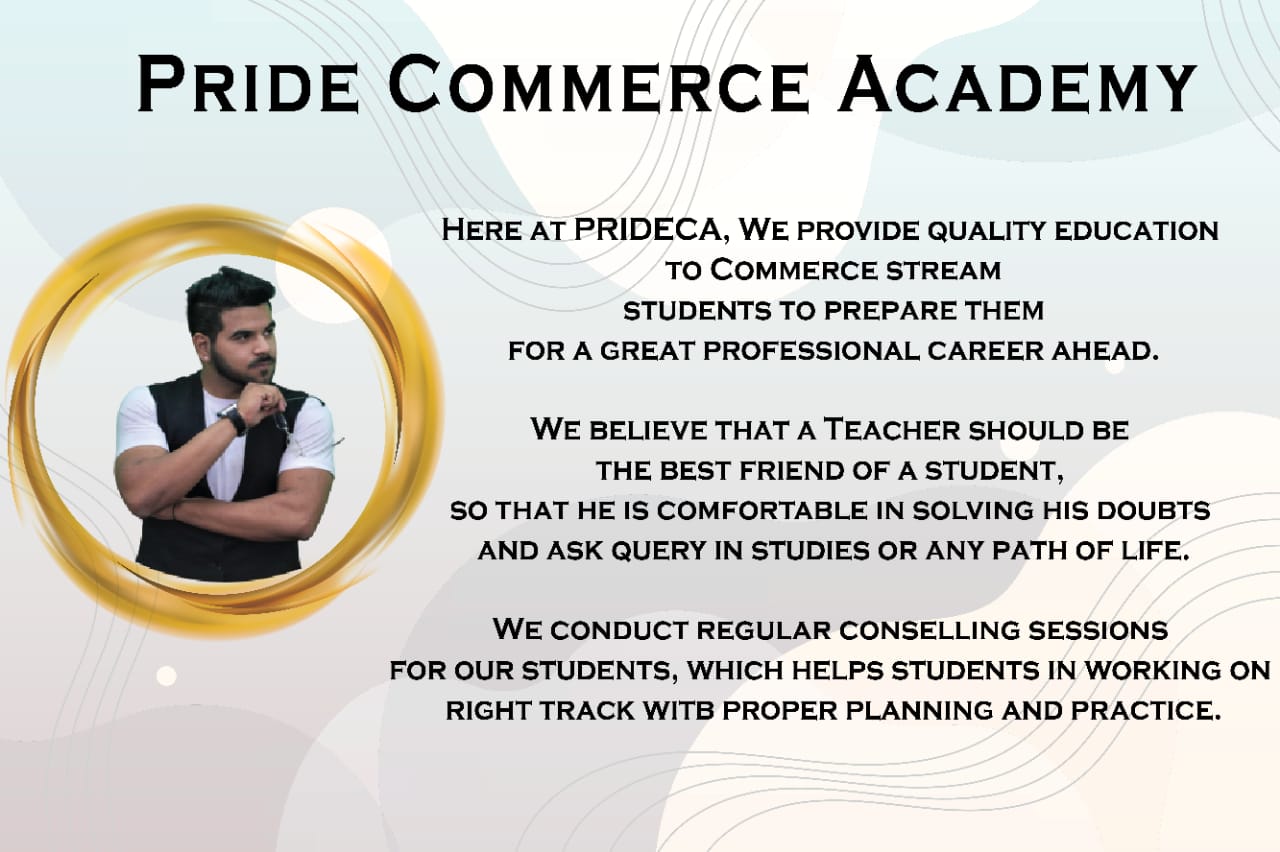 Pride Commerce Academy
Here at PRIDECA, We provide quality education
to Commerce stream
students to prepare them
for a great professional career ahead.
We believe that a Teacher should be
the best friend of a student,
so that he is comfortable in solving his doubts
and ask query in studies or any path of life.
We conduct regular conselling sessions
for our students, which helps students in working on
right track witb proper planning and practice.